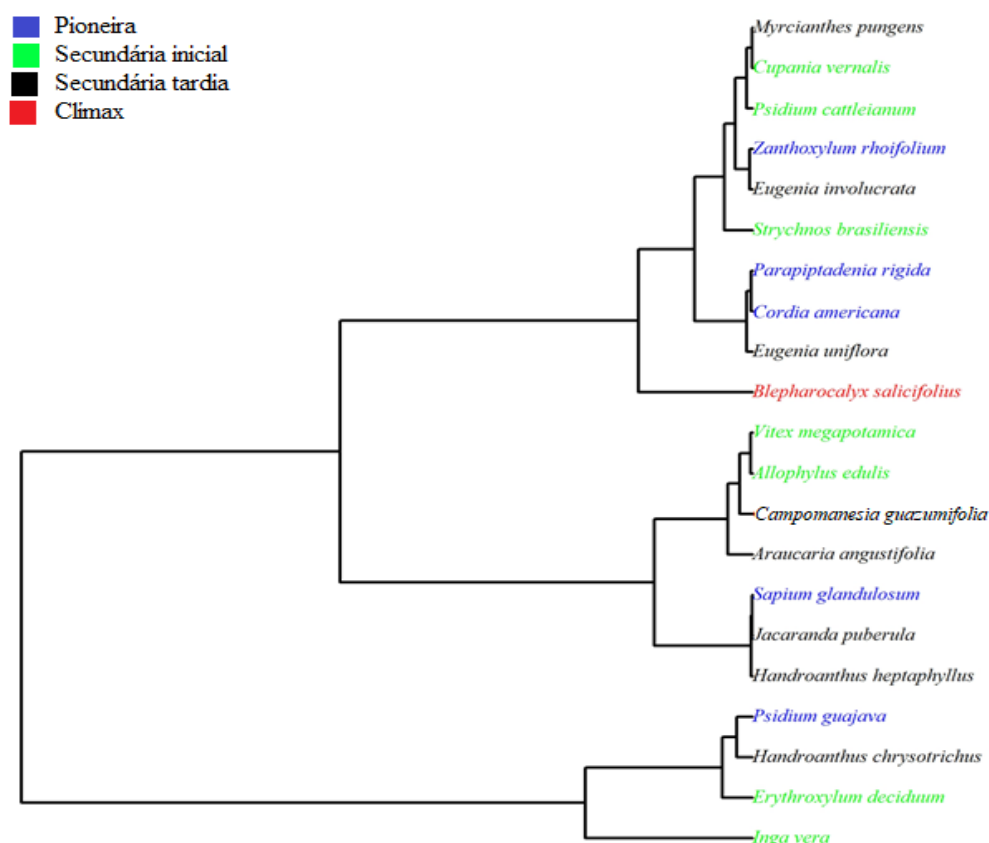 Pioneira
Secundária inicial
Secundária tardia
Clímax
Myrcianthes pungens
Cupania vernalis
Psidium cattleianum
Zanthoxylum rhoifolium
Eugenia involucrata
Strychnos brasiliensis
Parapiptadenia rigida
Cordia americana
Eugenia uniflora
Blepharocalyx salicifolius
Vitex megapotamica
Allophylus edulis
Campomanesia guazumifolia
Araucaria angustifolia
Sapium glandulosum
Jacaranda puberula
Handroanthus heptaphyllus
Psidium guajava
Handroanthus chrysotrichus
Erythroxylum deciduum
Inga vera